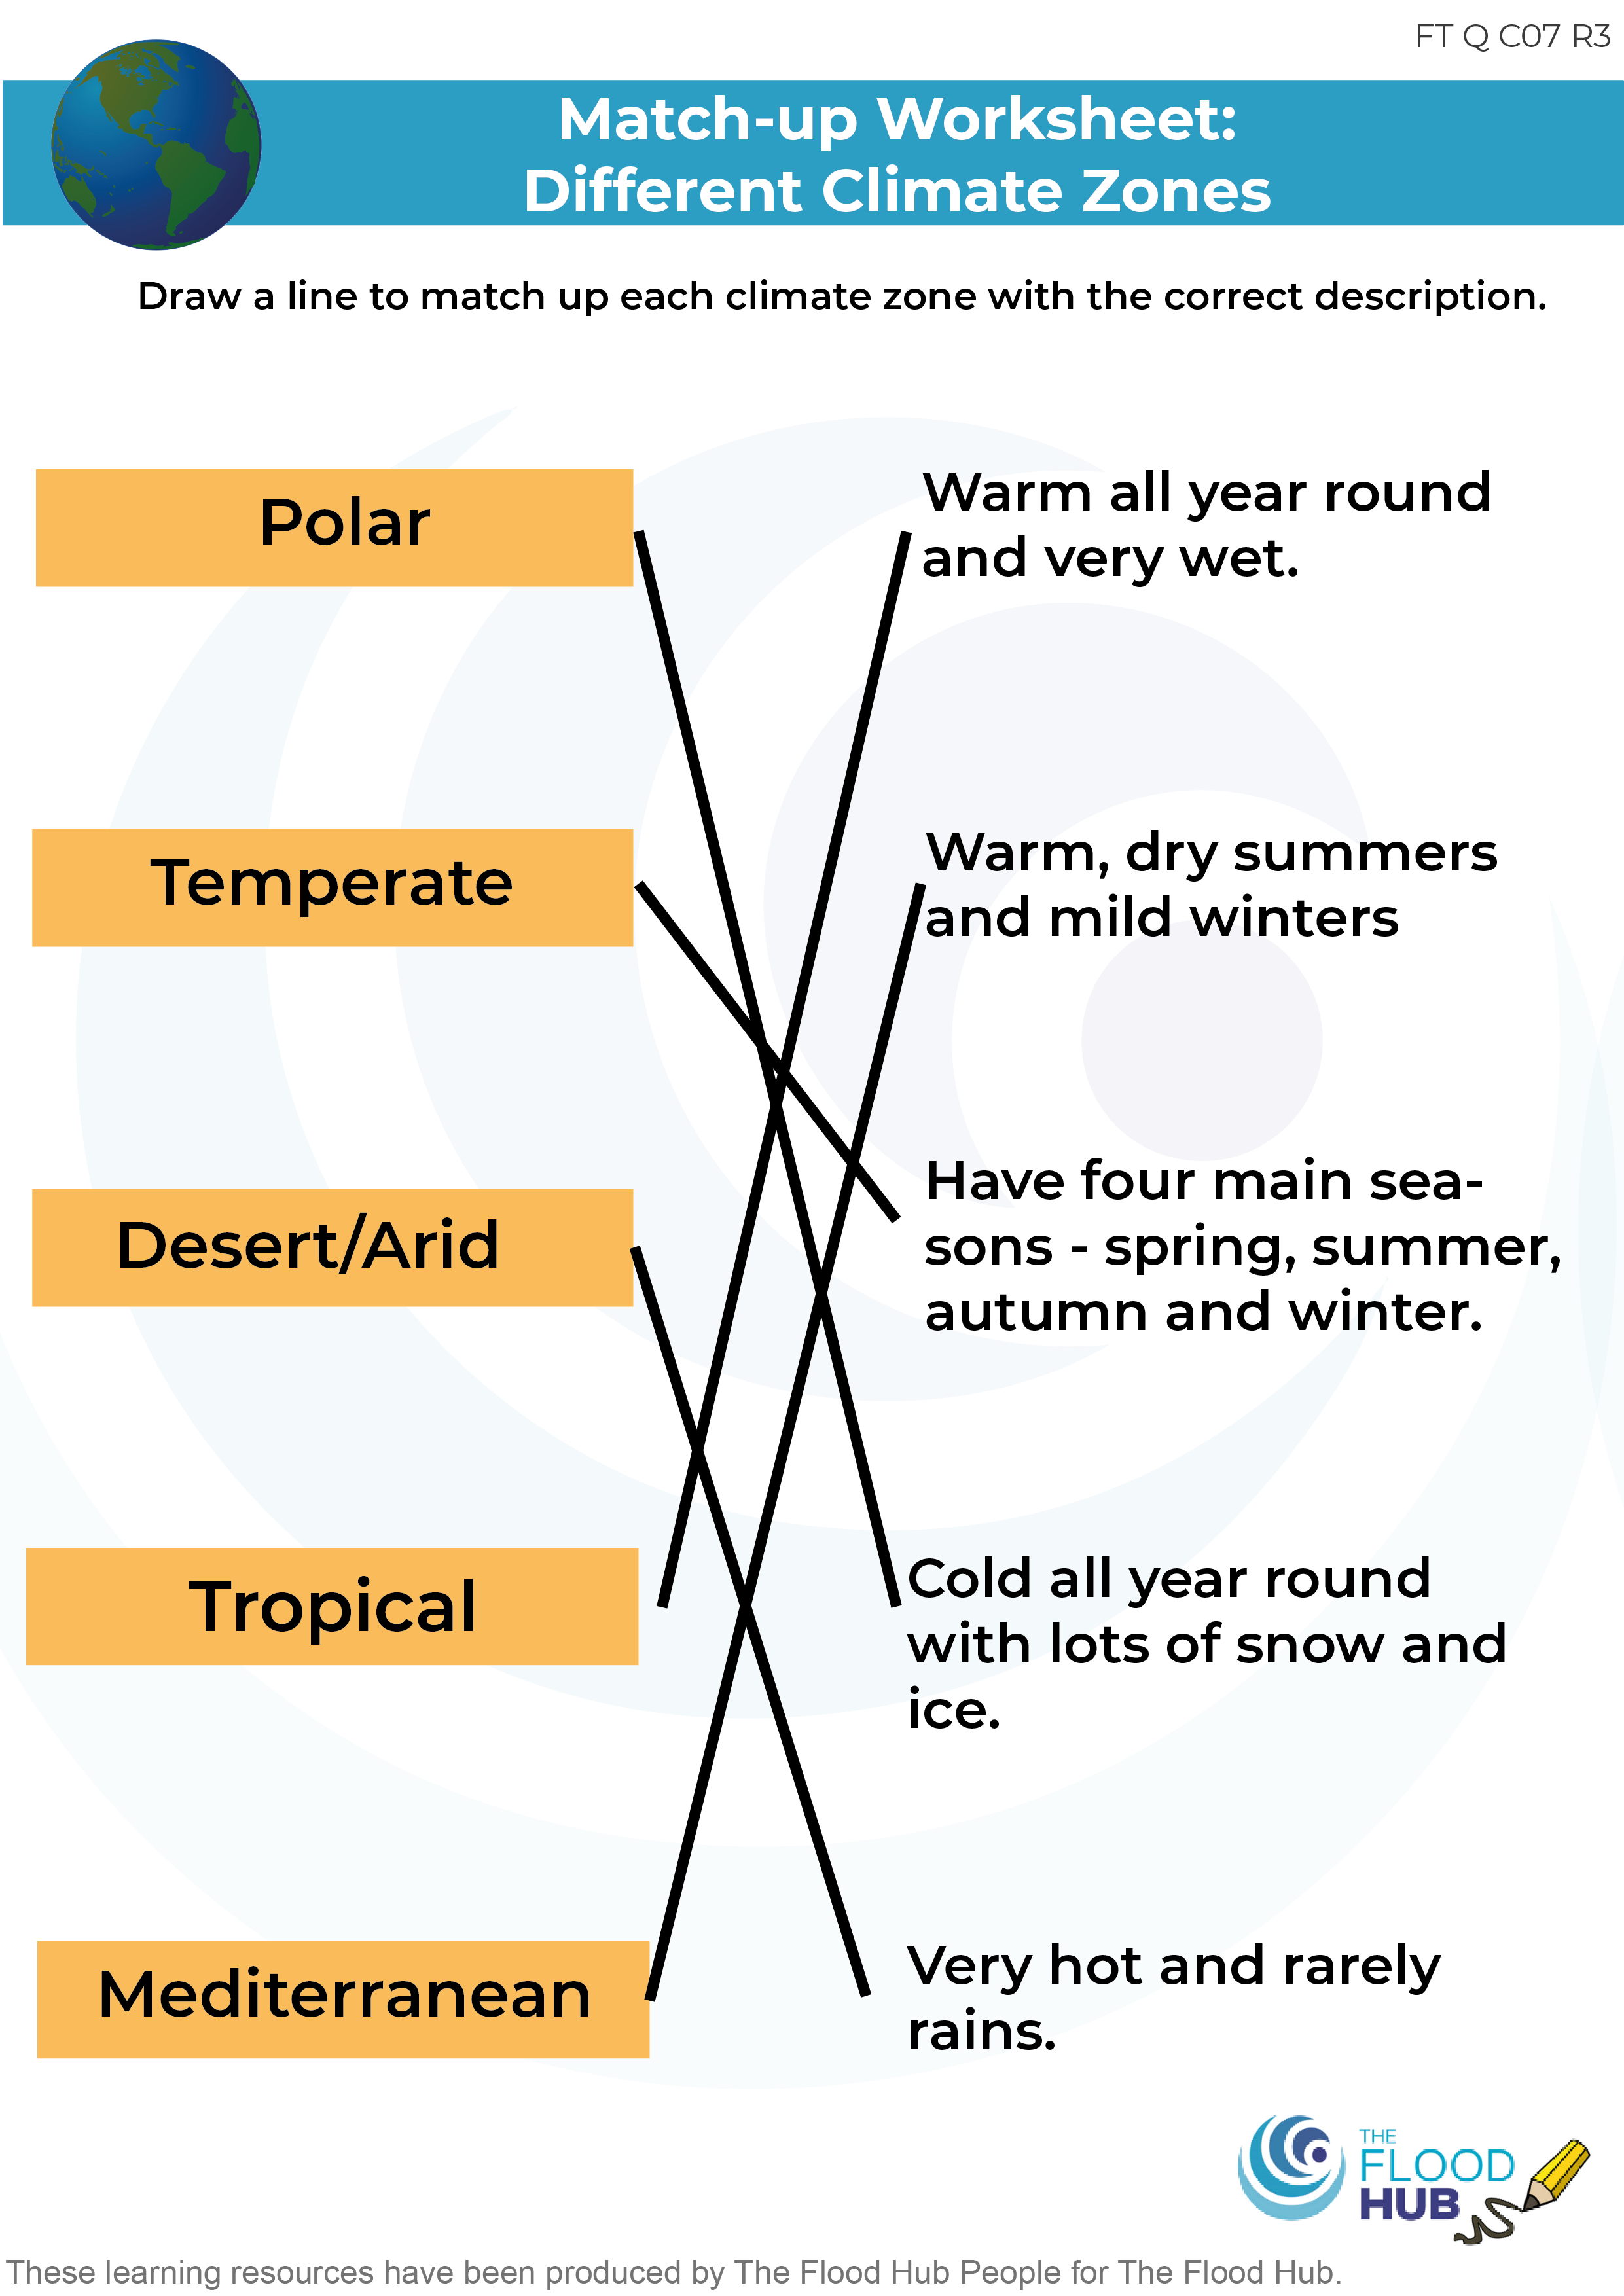 FT Q C07 R3
Match-up Worksheet:
Different Climate Zones
Draw a line to match up each climate zone with the correct description.
Polar
Warm all year round
and very wet.
Temperate
Warm, dry summers
and mild winters
Desert/Arid
Have four main sea-
sons - spring, summer,
autumn and winter.
Tropical
Cold all year round
with lots of snow and
ice.
Mediterranean
Very hot and rarely
rains.
THE
FLOOD
HUB
These learning resources have been produced by The Flood Hub People for The Flood Hub.